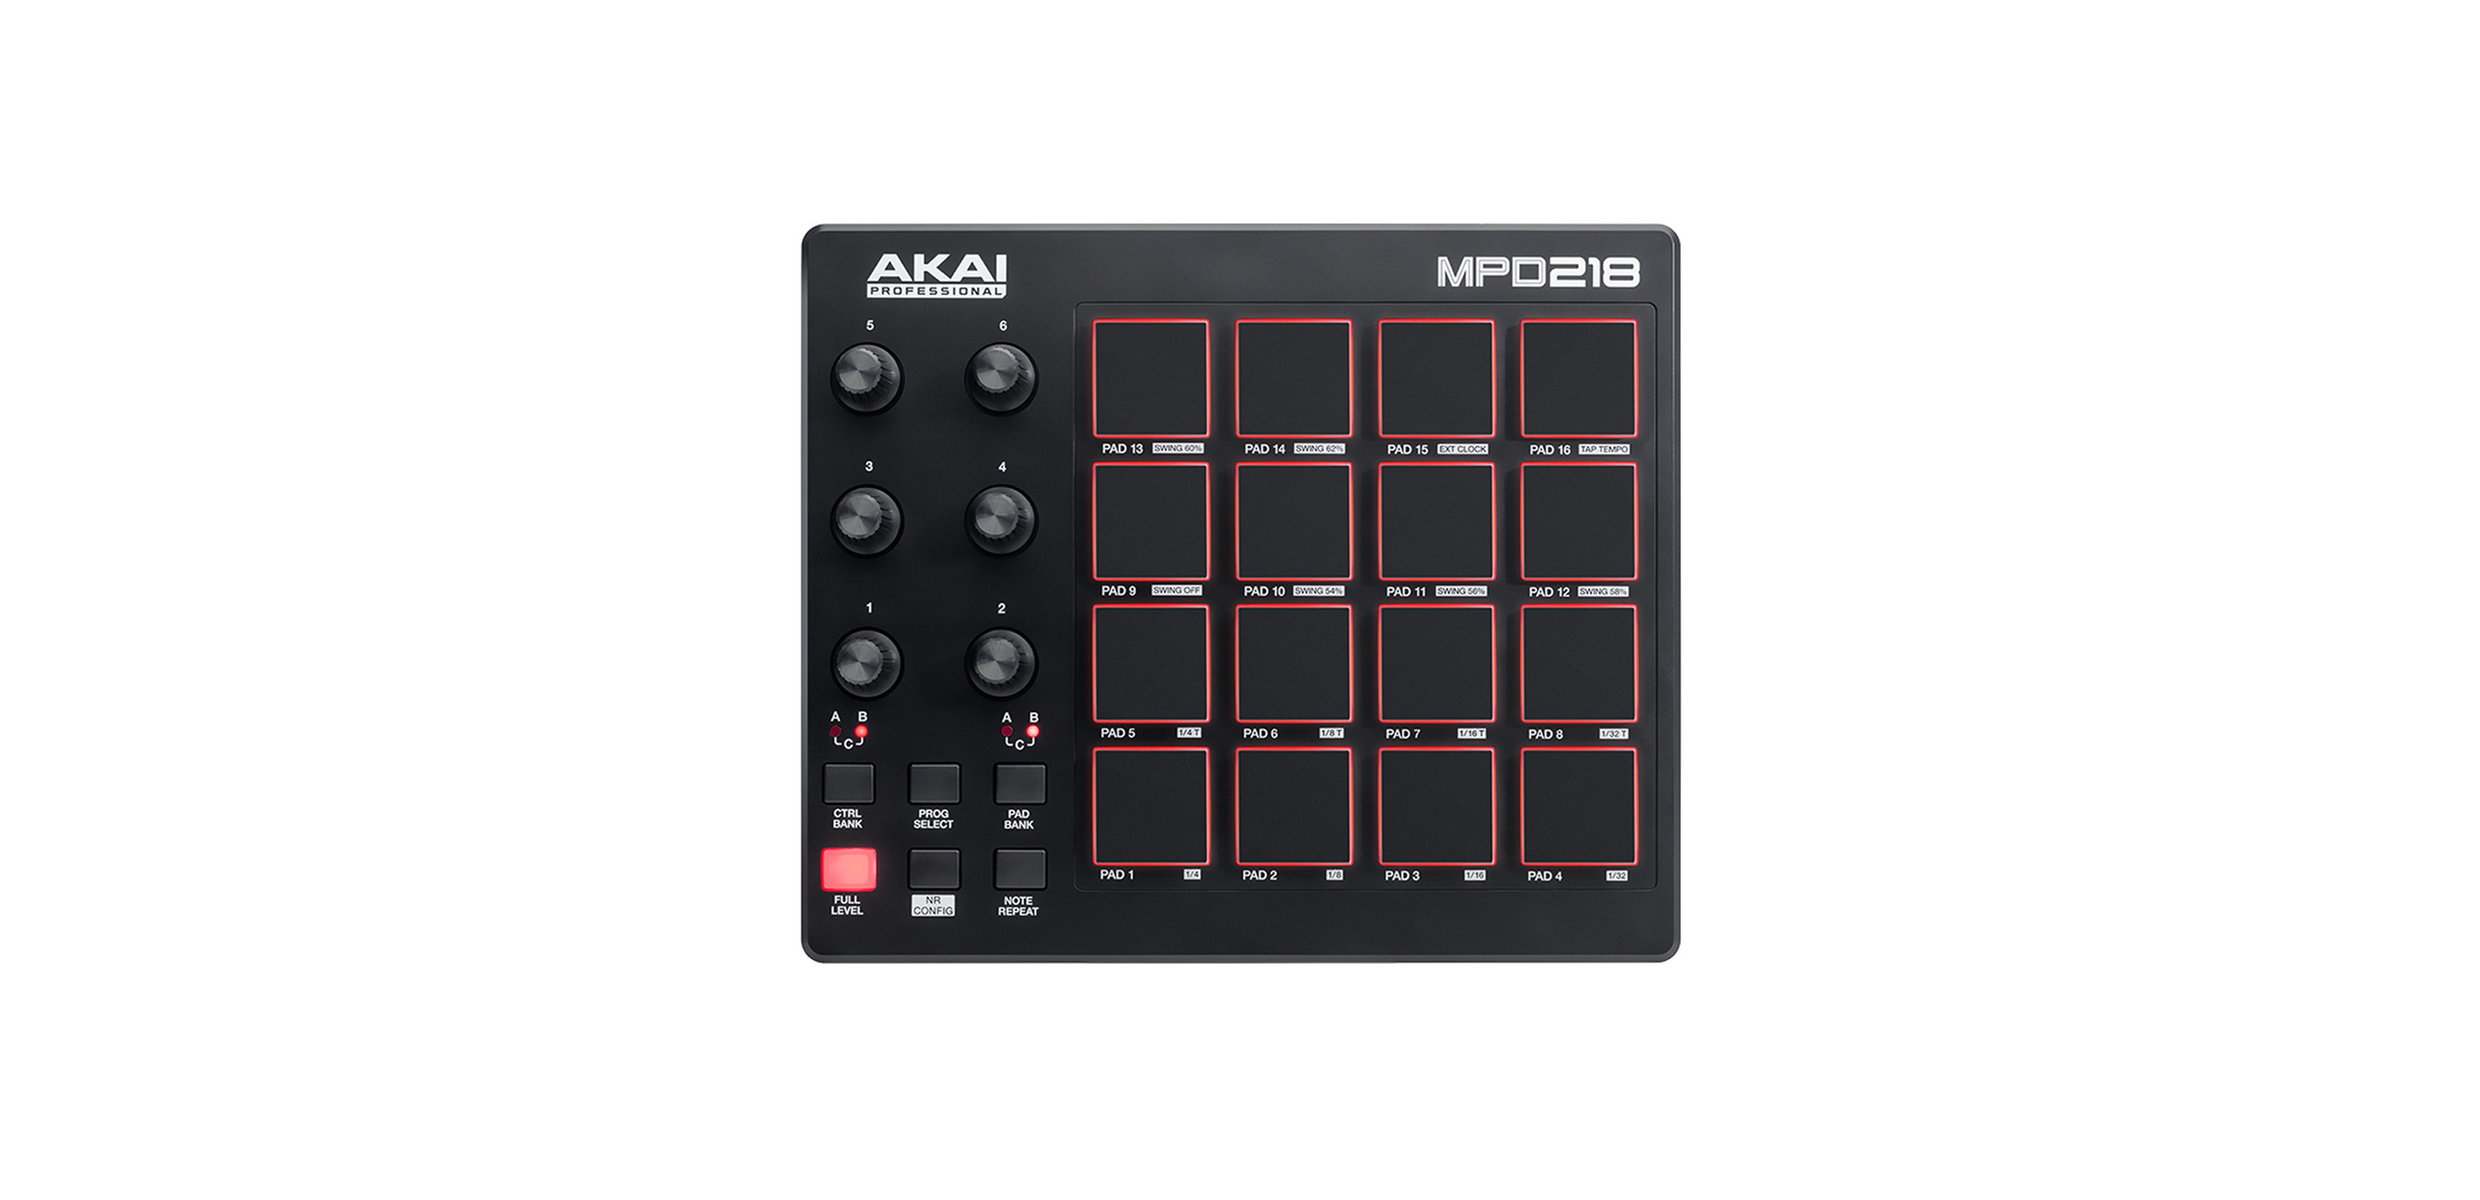 AKAI
PROFESSIONAL
MPD218
5 6
PAD 13 SWING 60% PAD 14 SWING 62% PAD 15 EXT CLOCK PAD 16 TAP TEMPO
3 4
PAD 9 SWING OFF PAD 10 SWING 54% PAD 11 SWING 56% PAD 12 SWING 58%
1 2
A B A B
C C
PAD 5 1/4 T PAD 6 1/8 T PAD 7 1/16 T PAD 8 1/32 T
CTRL
BANK
PROG
SELECT
PAD
BANK
PAD 1 1/4 PAD 2 1/8 PAD 3 1/16 PAD 4 1/32
FULL
LEVEL
NR
CONFIG
NOTE
REPEAT